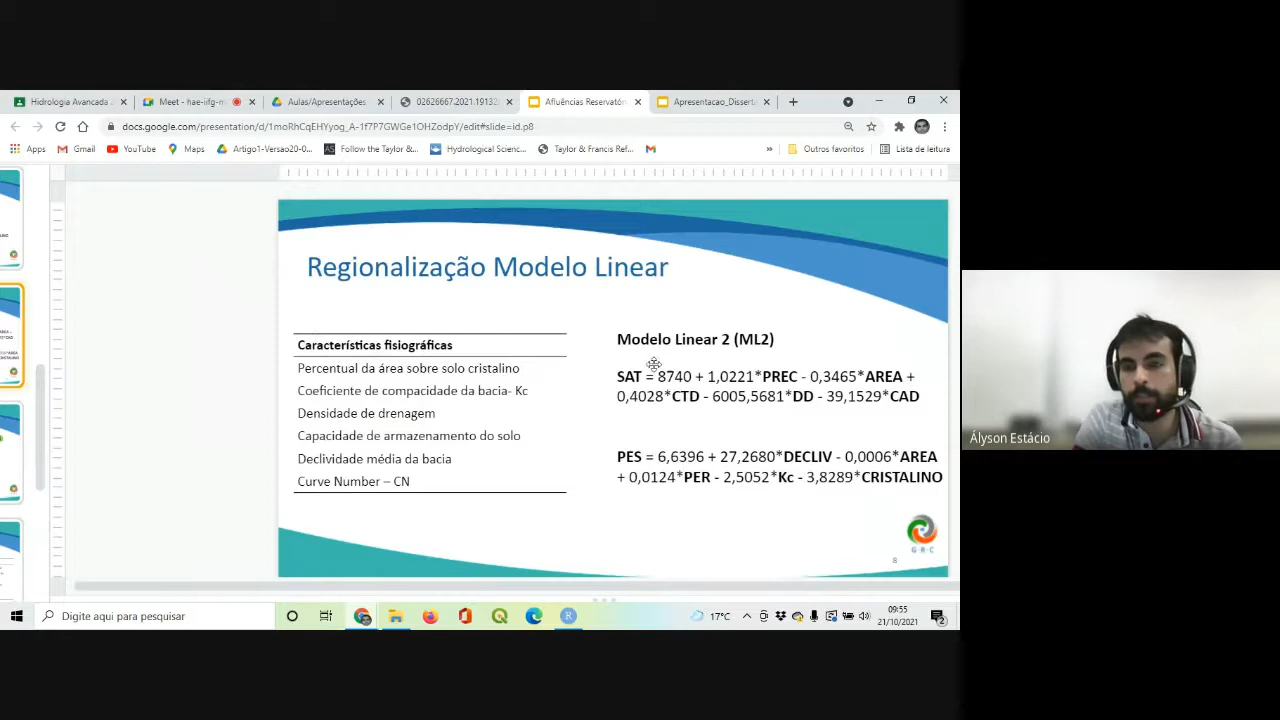 Hidrologia Avançada
Meet - hae-iifg-m
Aulas/Apresentações
02626667.2021.19132
Afluências Reservatór
Apresentacao_Dissert
docs.google.com/presentation/d/1moRhCqEHYyog_A-1f7P7GWGe1OHZodpY/edit#slide=id.p8
Apps
Gmail
YouTube
Maps
Artigo1-Versao20-0...
Follow the Taylor &...
Hydrological Scienc...
Taylor & Francis Ref...
»
Outros favoritos
Lista de leitura
Regionalização Modelo Linear
Características fisiográficas
Percentual da área sobre solo cristalino
Coeficiente de compacidade da bacia- Kc
Densidade de drenagem
Capacidade de armazenamento do solo
Declividade média da bacia
Curve Number – CN
Modelo Linear 2 (ML2)
SAT = 8740 + 1,0221*PREC - 0,3465*AREA +
0,4028*CTD - 6005,5681*DD - 39,1529*CAD
PES = 6,6396 + 27,2680*DECLIV - 0,0006*AREA
+ 0,0124*PER - 2,5052*Kc - 3,8289*CRISTALINO
G·R·C
8
Ályson Estácio
Digite aqui para pesquisar
17°C
09:55
21/10/2021
2